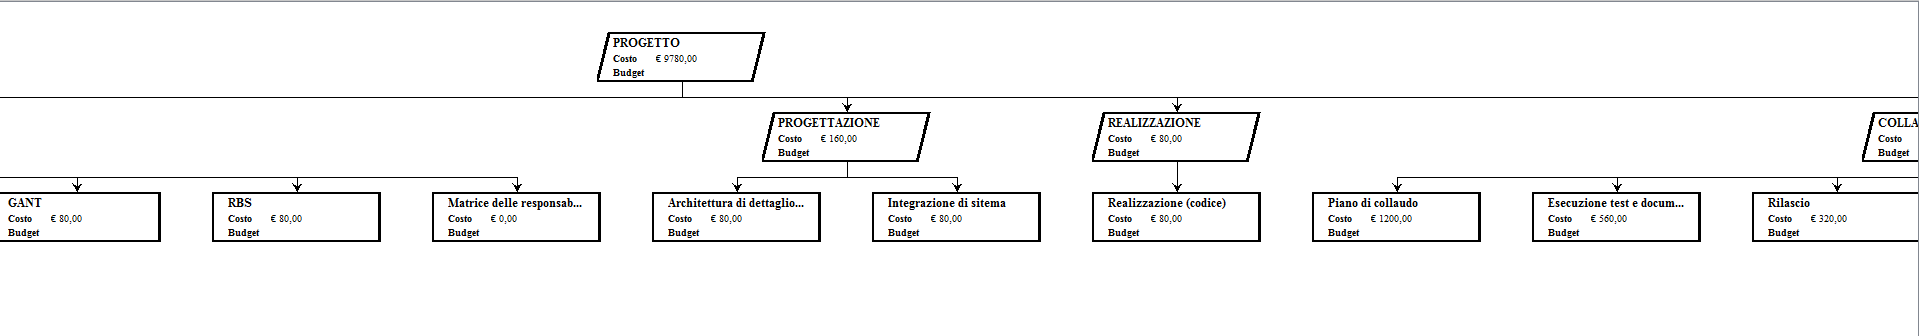 PROGETTO
Costo € 9780,00
Budget
PROGETTAZIONE
Costo € 160,00
Budget
REALIZZAZIONE
Costo € 80,00
Budget
COLLA
Costo
Budget
GANT
Costo € 80,00
Budget
RBS
Costo € 80,00
Budget
Matrice delle responsab...
Costo € 0,00
Budget
Architettura di dettaglio...
Costo € 80,00
Budget
Integrazione di sitema
Costo € 80,00
Budget
Realizzazione (codice)
Costo € 80,00
Budget
Piano di collaudo
Costo € 1200,00
Budget
Esecuzione test e docum...
Costo € 560,00
Budget
Rilascio
Costo € 320,00
Budget